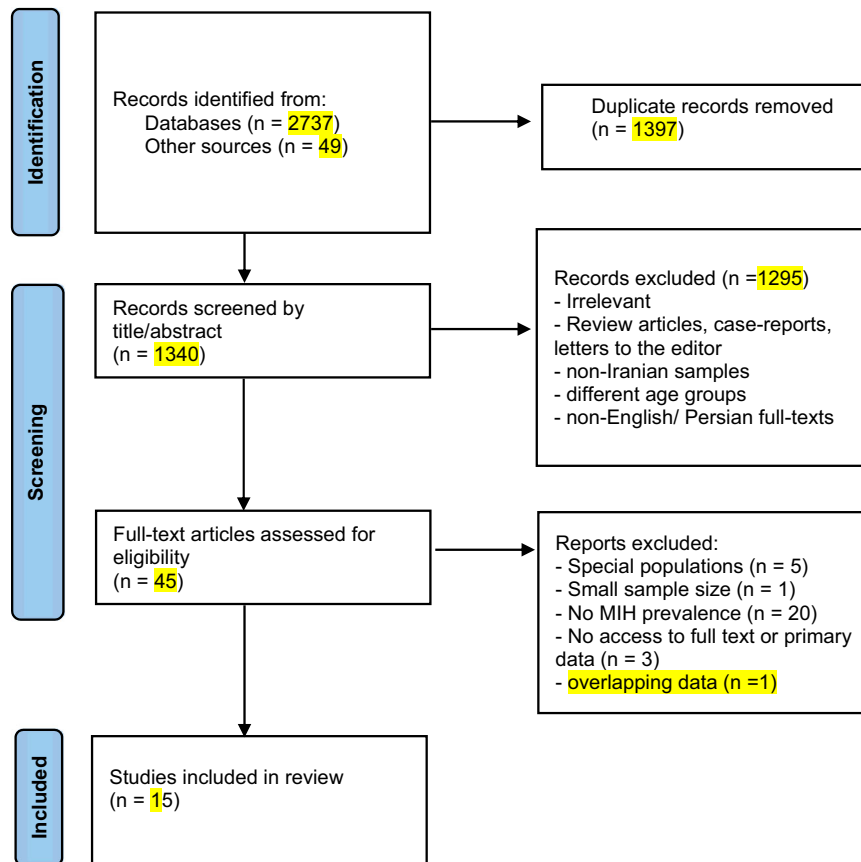 Identification
Records identified from:
Databases (n = 2737)
Other sources (n = 49)
Duplicate records removed
(n = 1397)
Screening
Records screened by
title/abstract
(n = 1340)
Records excluded (n =1295)
- Irrelevant
- Review articles, case-reports,
letters to the editor
- non-Iranian samples
- different age groups
- non-English/ Persian full-texts
Full-text articles assessed for
eligibility
(n = 45)
Reports excluded:
- Special populations (n = 5)
- Small sample size (n = 1)
- No MIH prevalence (n = 20)
- No access to full text or primary
data (n = 3)
- overlapping data (n =1)
Included
Studies included in review
(n = 15)